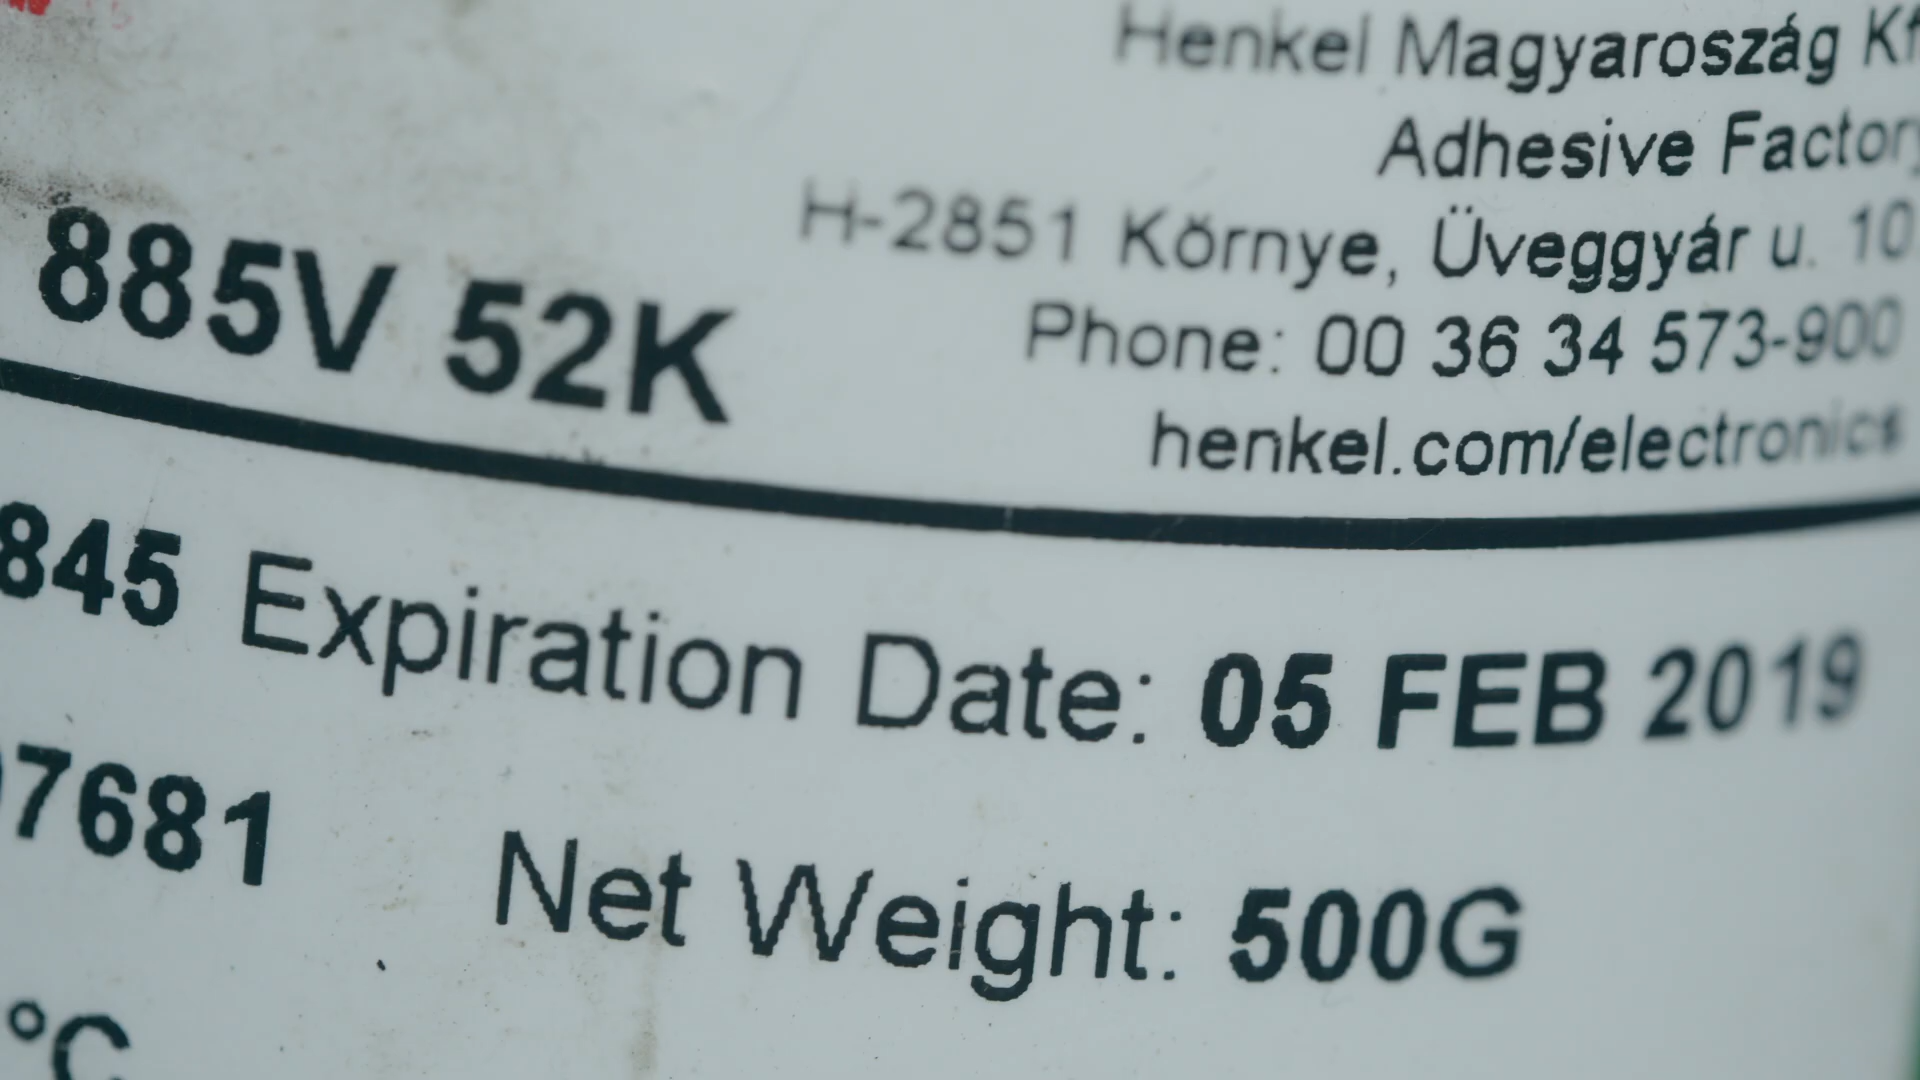 Henkel Magyaroszág Kf
Adhesive Factory
H-2851 Környe, Üveggyár u. 10
Phone: 00 36 34 573-900
henkel.com/electronics
885V 52K
845 Expiration Date: 05 FEB 2019
7681 Net Weight: 500G
°C